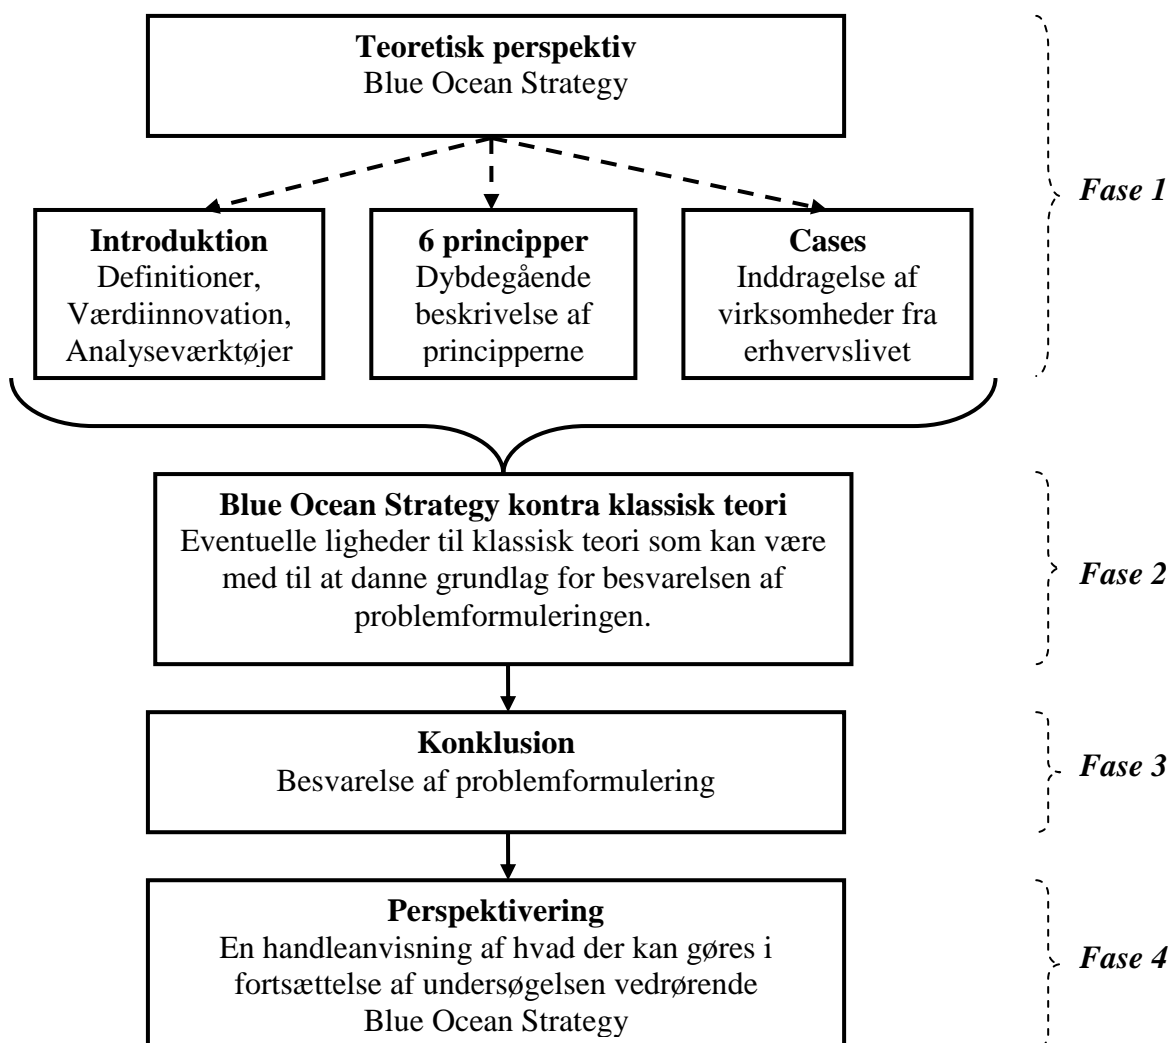 Teoretisk perspektiv
Blue Ocean Strategy
Fase 1
Introduktion
Definitioner,
Værdiinnovation,
Analyseværktøjer
6 principper
Dybdegående
beskrivelse af
principperne
Cases
Inddragelse af
virksomheder fra
erhvervslivet
Blue Ocean Strategy kontra klassisk teori
Eventuelle ligheder til klassisk teori som kan være
med til at danne grundlag for besvarelsen af
problemformuleringen.
Fase 2
Konklusion
Besvarelse af problemformulering
Fase 3
Perspektivering
En handleanvisning af hvad der kan gøres i
fortsættelse af undersøgelsen vedrørende
Blue Ocean Strategy
Fase 4